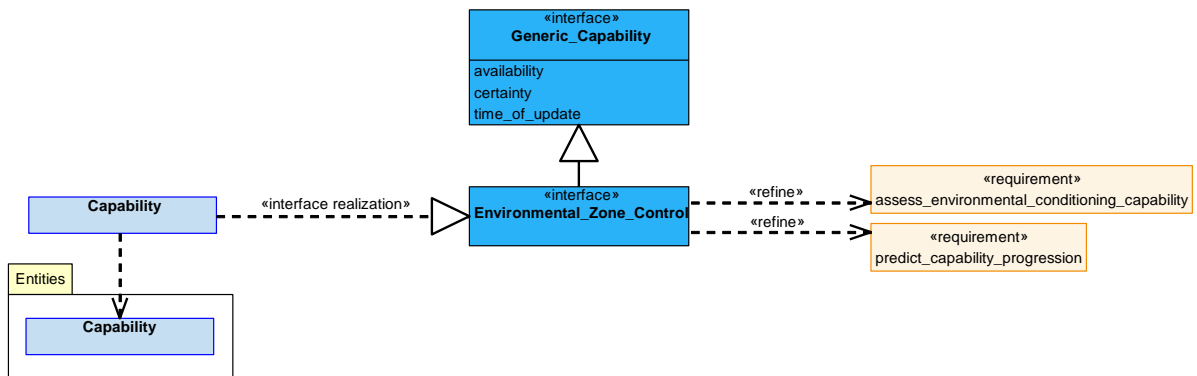 «interface»
Generic_Capability
availability
certainty
time_of_update
«interface»
Environmental_Zone_Control
Capability
«interface realization»
«refine»
«refine»
«requirement»
assess_environmental_conditioning_capability
«requirement»
predict_capability_progression
Entities
Capability